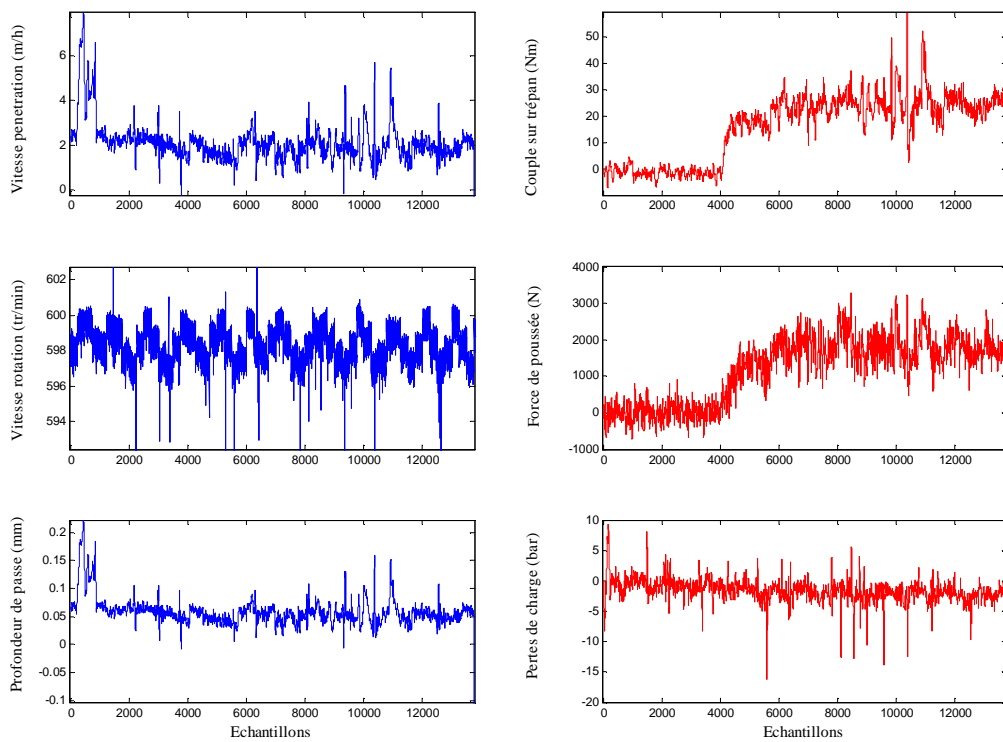 Vitesse penetration (m/h)
6
4
2
0
0 2000 4000 6000 8000 10000 12000
Couple sur trépan (Nm)
50
40
30
20
10
0
0 2000 4000 6000 8000 10000 12000
Vitesse rotation (tr/min)
602
600
598
596
594
0 2000 4000 6000 8000 10000 12000
Force de poussée (N)
4000
3000
2000
1000
0
-1000
0 2000 4000 6000 8000 10000 12000
Profondeur de passe (mm)
0.2
0.15
0.1
0.05
0
-0.05
-0.1
0 2000 4000 6000 8000 10000 12000
Echantillons
Pertes de charge (bar)
10
5
0
-5
-10
-15
-20
0 2000 4000 6000 8000 10000 12000
Echantillons